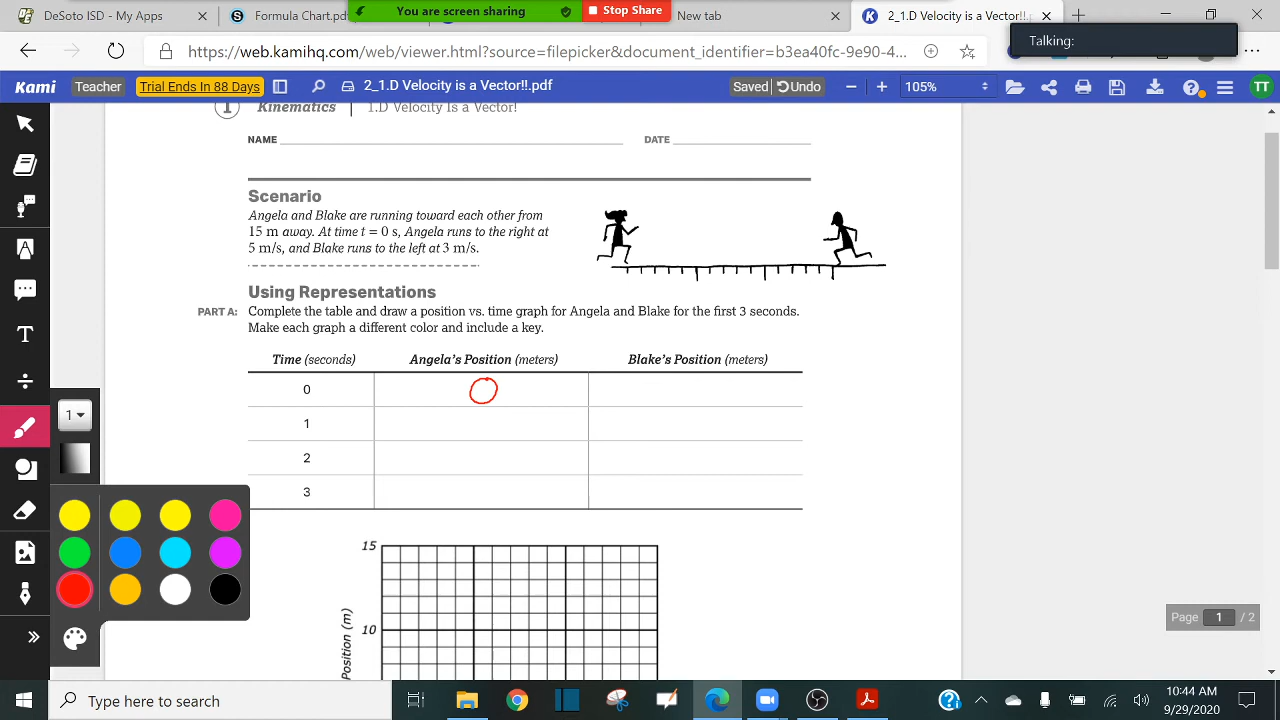 You are screen sharing
Stop Share
New tab
2_1.D Velocity is a Vector!
Talking:
https://web.kamihq.com/web/viewer.html?source=filepicker&document_identifier=b3ea40fc-9e90-4...
Kami
Teacher
Trial Ends In 88 Days
2_1.D Velocity is a Vector!!.pdf
Saved
Undo
105%
TT
1 Kinematics | 1.D Velocity Is a Vector!
NAME
DATE
Scenario
Angela and Blake are running toward each other from
15 m away. At time t = 0 s, Angela runs to the right at
5 m/s, and Blake runs to the left at 3 m/s.
Using Representations
PART A: Complete the table and draw a position vs. time graph for Angela and Blake for the first 3 seconds.
Make each graph a different color and include a key.
Time (seconds) Angela's Position (meters) Blake's Position (meters)
0 0
1
2
3
1
15
10
Position (m)
Page 1 / 2
Type here to search
10:44 AM
9/29/2020